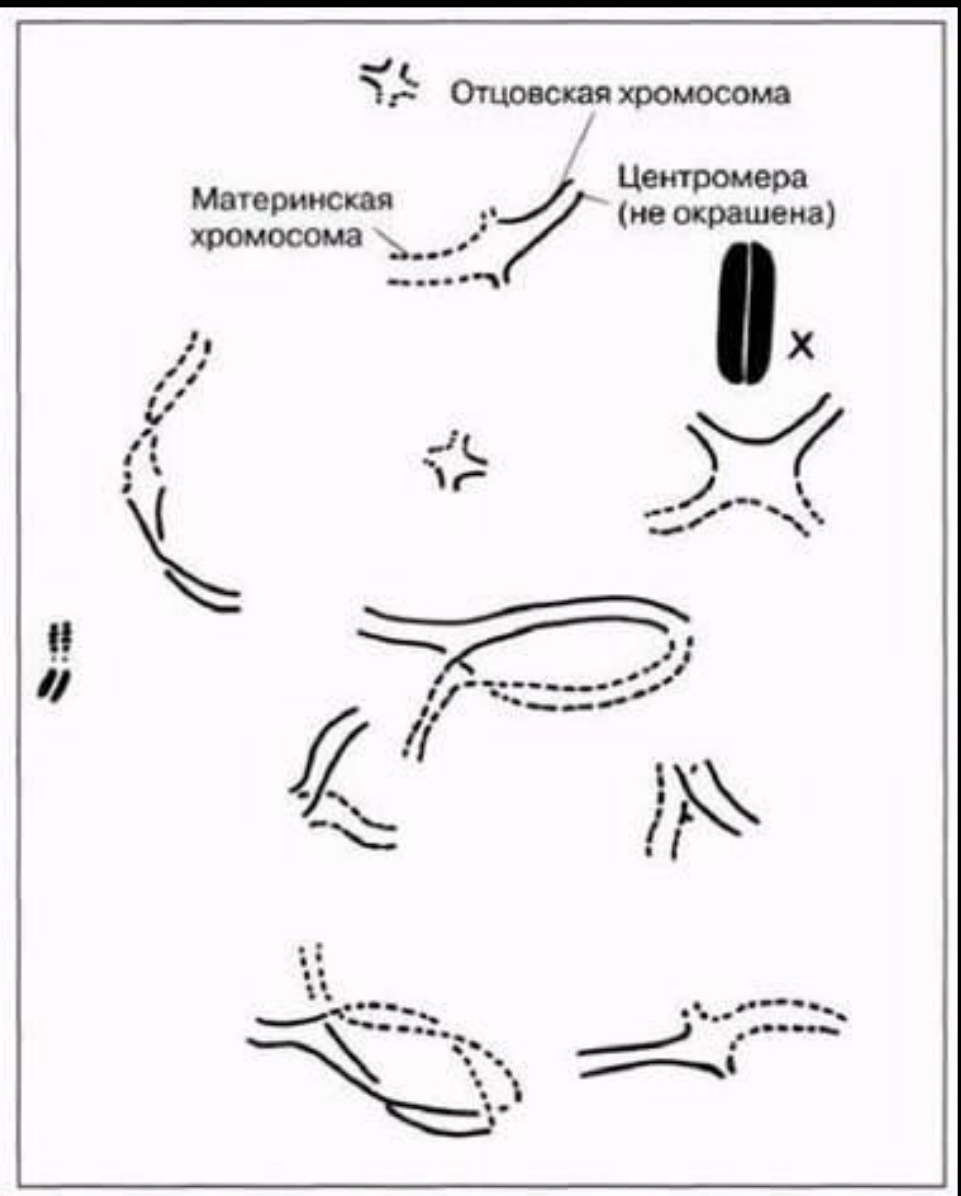 Отцовская хромосома
Центромера
(не окрашена)
Материнская
хромосома
X